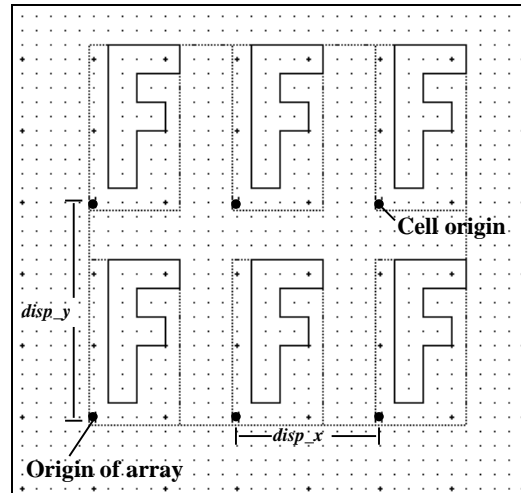 F F F
Cell origin
disp_y
F F F
disp_x
Origin of array